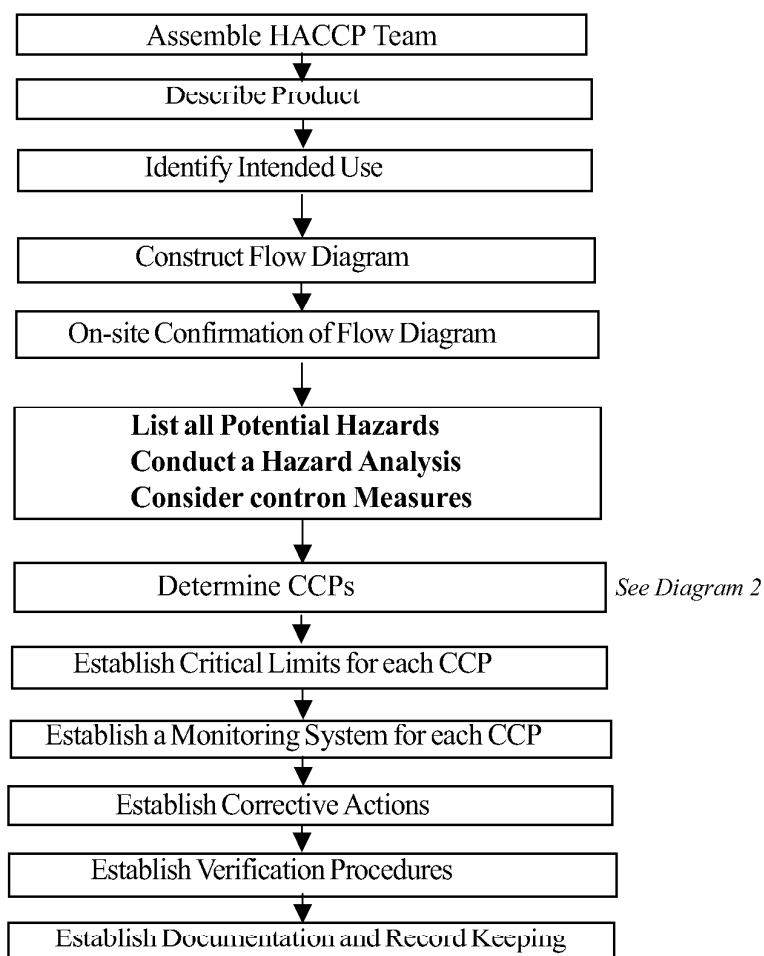 Assemble HACCP Team
Describe Product
Identify Intended Use
Construct Flow Diagram
On-site Confirmation of Flow Diagram
List all Potential Hazards
Conduct a Hazard Analysis
Consider contron Measures
Determine CCPs
See Diagram 2
Establish Critical Limits for each CCP
Establish a Monitoring System for each CCP
Establish Corrective Actions
Establish Verification Procedures
Establish Documentation and Record Keeping